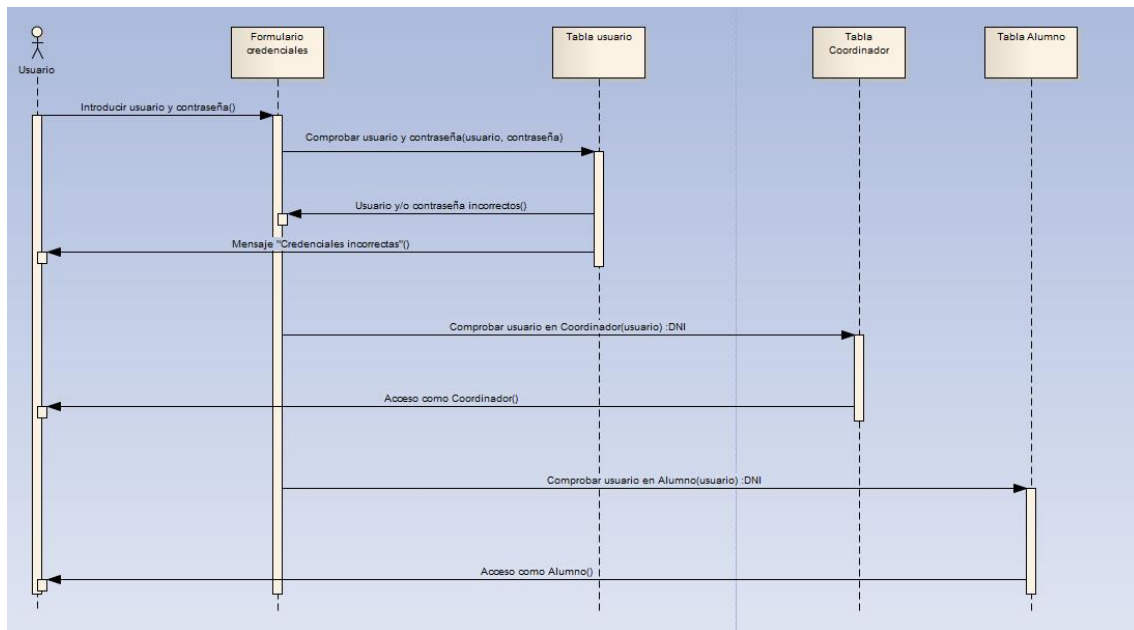 Usuario
Formulario
credenciales
Tabla usuario
Tabla
Coordinador
Tabla Alumno
Introducir usuario y contraseña()
Comprobar usuario y contraseña(usuario, contraseña)
Usuario y/o contraseña incorrectos()
Mensaje "Credenciales incorrectas"()
Comprobar usuario en Coordinador(usuario) :DNI
Acceso como Coordinador()
Comprobar usuario en Alumno(usuario) :DNI
Acceso como Alumno()